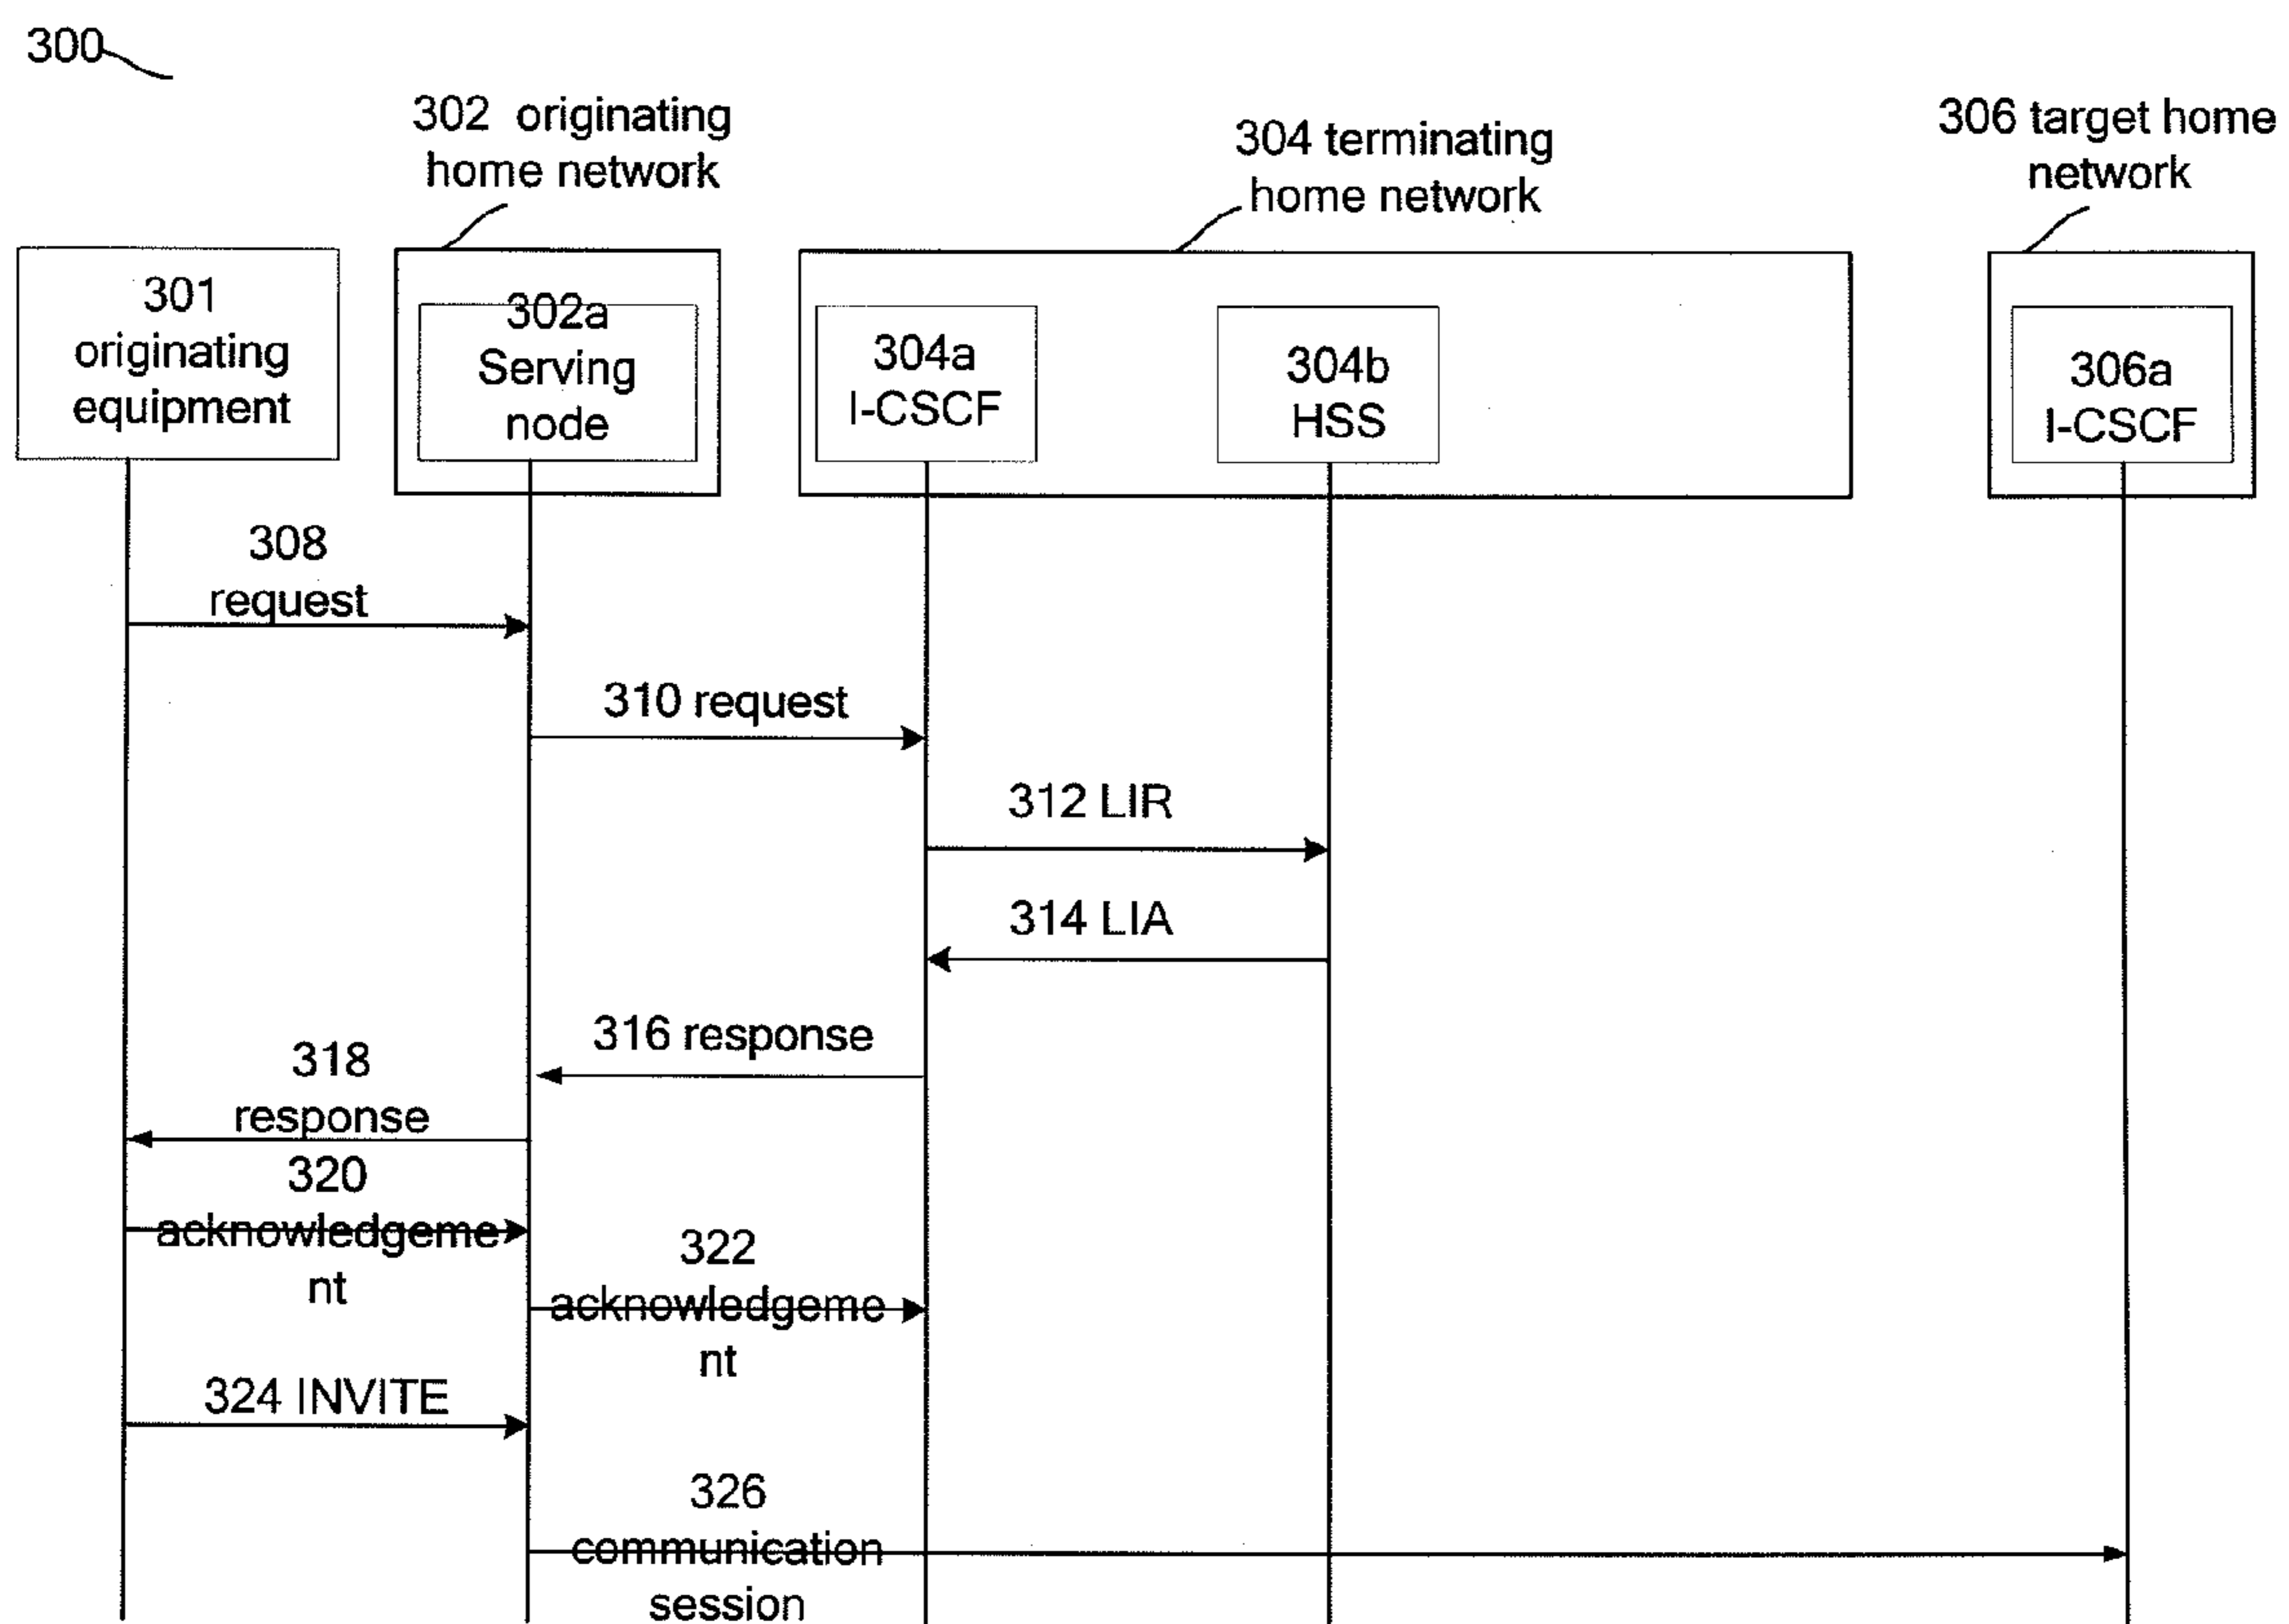 300
302 originating
home network
304 terminating
home network
306 target home
network
301
originating
equipment
302a
Serving
node
304a
I-CSCF
304b
HSS
306a
I-CSCF
308
request
310 request
312 LIR
314 LIA
316 response
318
response
320
acknowledgeme
nt
322
acknowledgeme
nt
324 INVITE
326
communication
session